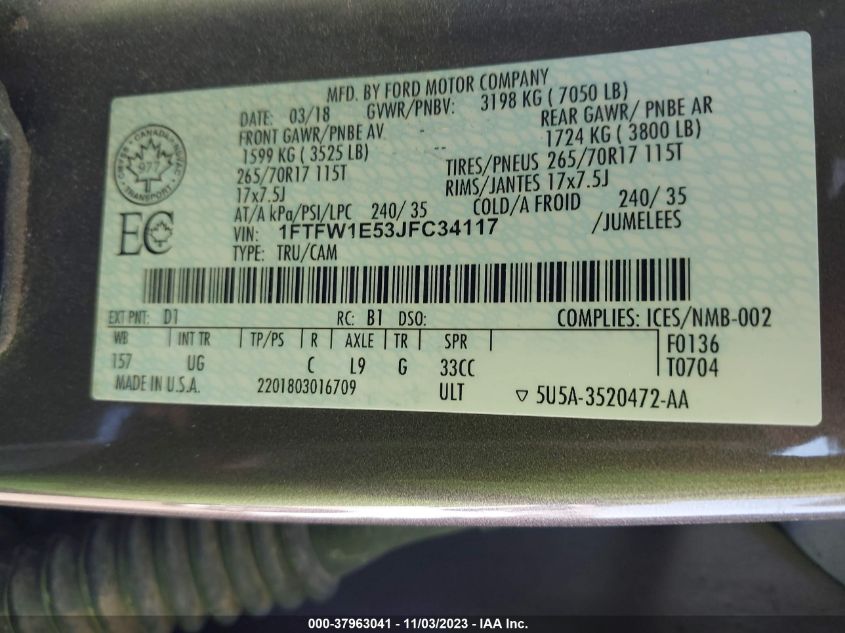 MFD. BY FORD MOTOR COMPANY
DATE: 03/18 GVWR/PNBV: 3198 KG ( 7050 LB)
FRONT GAWR/PNBE AV REAR GAWR/ PNBE AR
1599 KG ( 3525 LB) 1724 KG ( 3800 LB)
265/70R17 115T TIRES/PNEUS 265/70R17 115T
17x7.5J RIMS/JANTES 17x7.5J
AT/A kPa/PSI/LPC 240/ 35 COLD/A FROID 240/ 35
VIN: 1FTFW1E53JFC34117 /JUMELEES
TYPE: TRU/CAM
CANADA
TRANSPORT
977
EC
EXT PNT: D1 RC: B1 DSO: COMPLIES: ICES/NMB-002
WB INT TR TP/PS R AXLE TR SPR F0136
157 UG C L9 G 33CC T0704
MADE IN U.S.A. 2201803016709 ULT ▽ 5U5A-3520472-AA
000-37963041 - 11/03/2023 - IAA Inc.